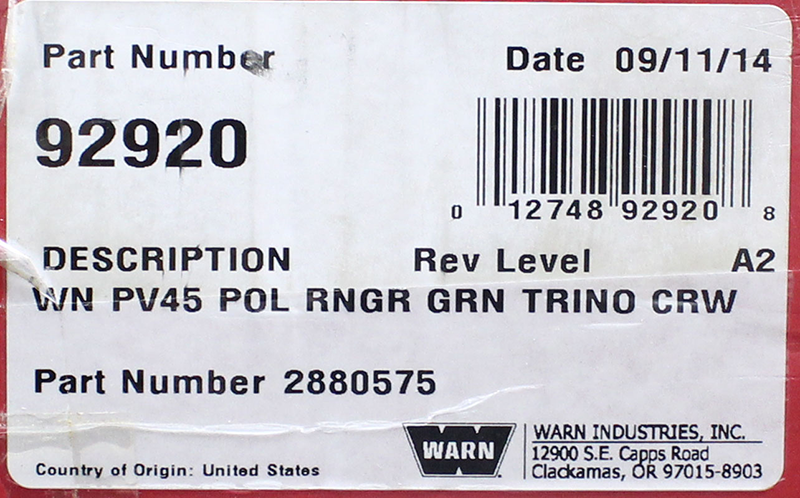 Part Number
Date 09/11/14
92920
0 12748 92920 8
DESCRIPTION Rev Level A2
WN PV45 POL RNGR GRN TRINO CRW
Part Number 2880575
WARN
WARN INDUSTRIES, INC.
12900 S.E. Capps Road
Clackamas, OR 97015-8903
Country of Origin: United States